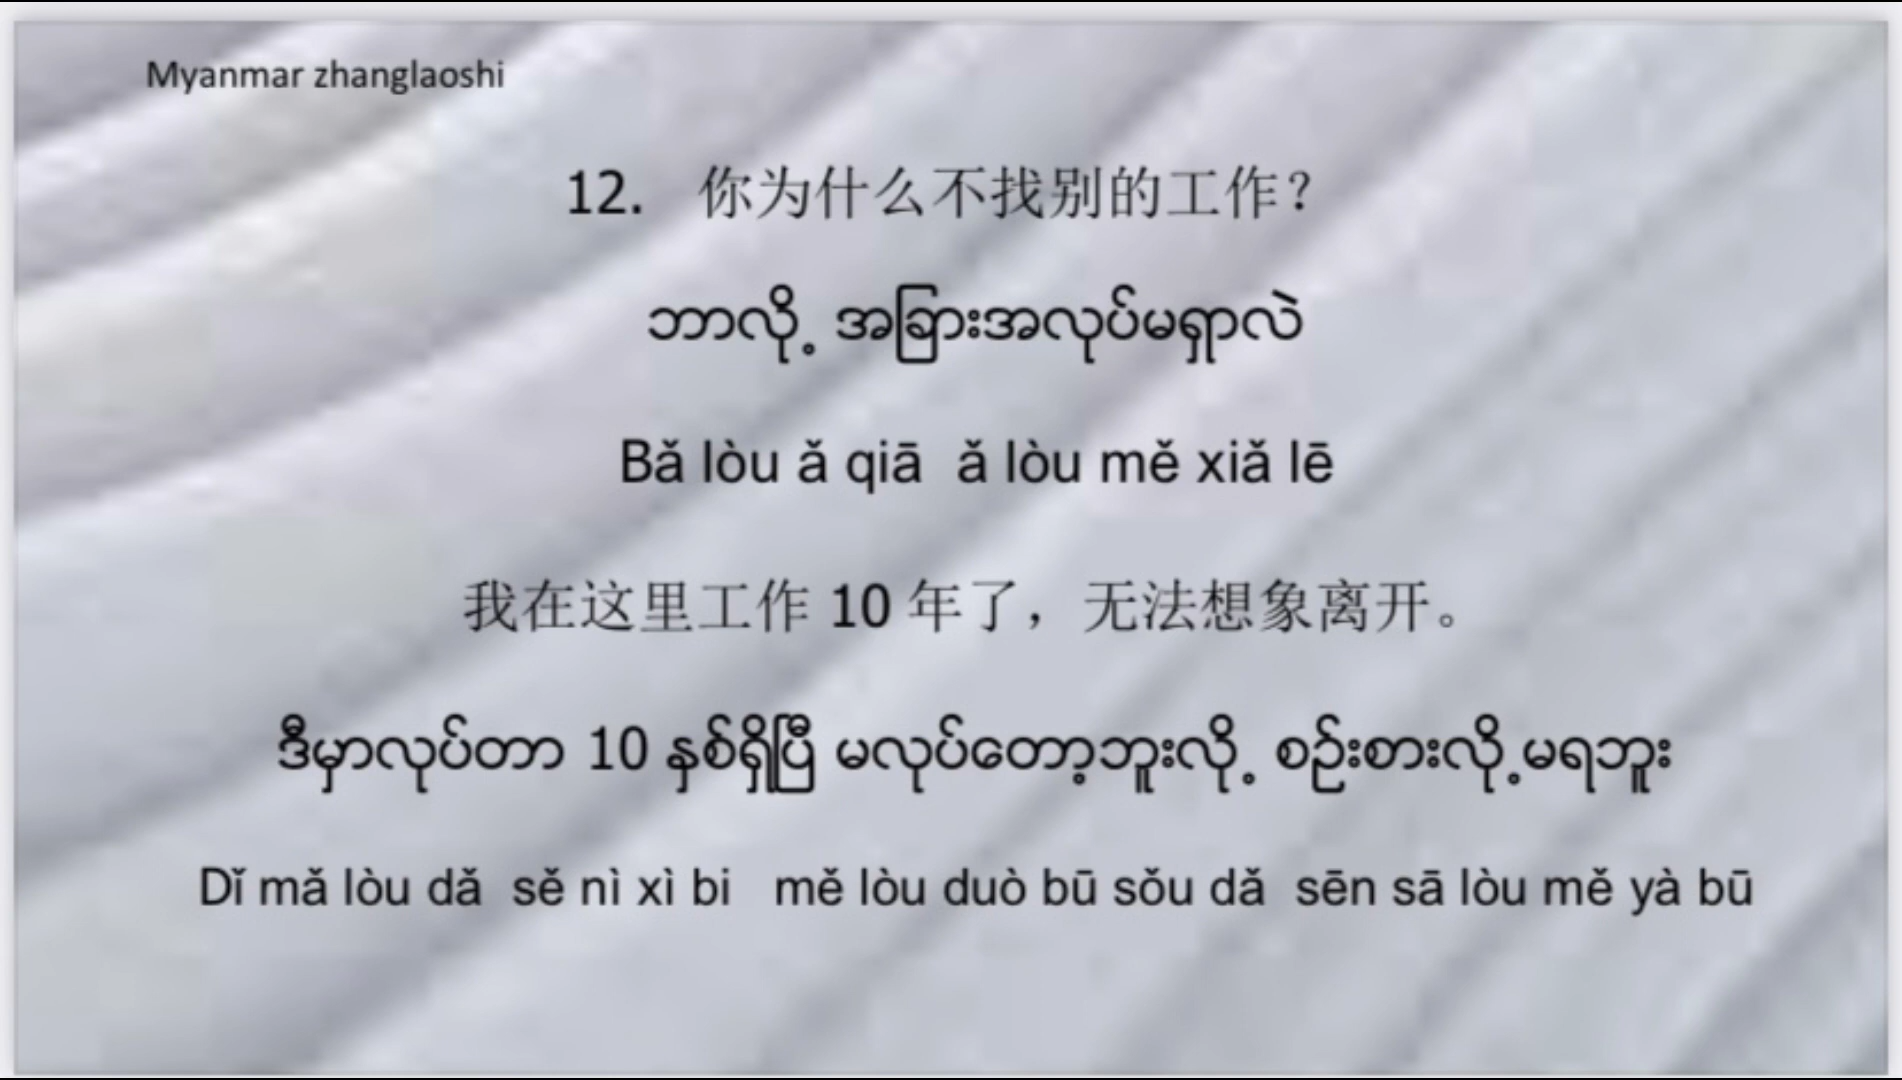 Myanmar zhanglaoshi
12. 你为什么不找别的工作?
ဘာလို့ အခြားအလုပ်မရှာလဲ
Bǎ lòu ǎ qiā ǎ lòu mě xiǎ lē
我在这里工作 10 年了，无法想象离开。
ဒီမှာလုပ်တာ 10 နှစ်ရှိပြီ မလုပ်တော့ဘူးလို့ စဉ်းစားလို့မရဘူး
Dǐ mǎ lòu dǎ sě nì xì bi mě lòu duò bū sǒu dǎ sēn sā lòu mě yà bū